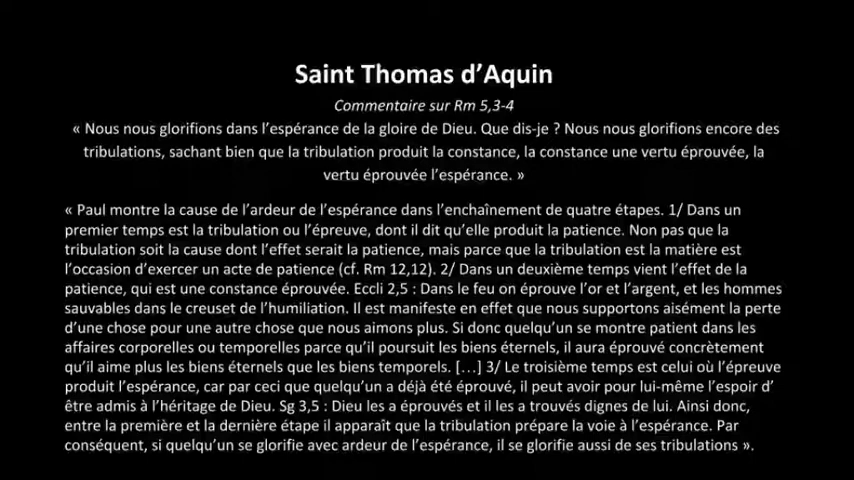 Saint Thomas d’Aquin
Commentaire sur Rm 5,3-4
« Nous nous glorifions dans l’espérance de la gloire de Dieu. Que dis-je ? Nous nous glorifions encore des
tribulations, sachant bien que la tribulation produit la constance, la constance une vertu éprouvée, la
vertu éprouvée l’espérance. »
« Paul montre la cause de l’ardeur de l’espérance dans l’enchaînement de quatre étapes. 1/ Dans un
premier temps est la tribulation ou l’épreuve, dont il dit qu’elle produit la patience. Non pas que la
tribulation soit la cause dont l’effet serait la patience, mais parce que la tribulation est la matière est
l’occasion d’exercer un acte de patience (cf. Rm 12,12). 2/ Dans un deuxième temps vient l’effet de la
patience, qui est une constance éprouvée. Eccli 2,5 : Dans le feu on éprouve l’or et l’argent, et les hommes
sauvables dans le creuset de l’humiliation. Il est manifeste en effet que nous supportons aisément la perte
d’une chose pour une autre chose que nous aimons plus. Si donc quelqu’un se montre patient dans les
affaires corporelles ou temporelles parce qu’il poursuit les biens éternels, il aura éprouvé concrètement
qu’il aime plus les biens éternels que les biens temporels. […] 3/ Le troisième temps est celui où l’épreuve
produit l’espérance, car par ceci que quelqu’un a déjà été éprouvé, il peut avoir pour lui-même l’espoir d’
être admis à l’héritage de Dieu. Sg 3,5 : Dieu les a éprouvés et il les a trouvés dignes de lui. Ainsi donc,
entre la première et la dernière étape il apparaît que la tribulation prépare la voie à l’espérance. Par
conséquent, si quelqu’un se glorifie avec ardeur de l’espérance, il se glorifie aussi de ses tribulations ».